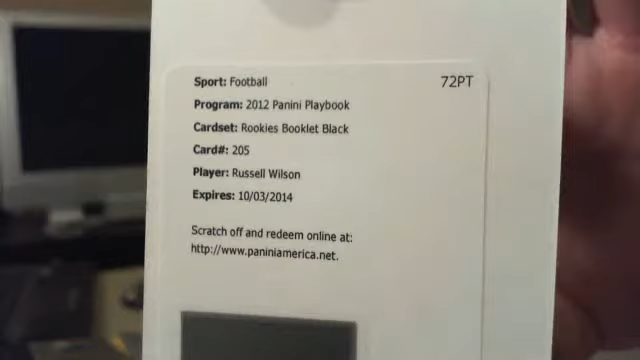 72PT
Sport: Football
Program: 2012 Panini Playbook
Cardset: Rookies Booklet Black
Card#: 205
Player: Russell Wilson
Expires: 10/03/2014
Scratch off and redeem online at:
http://www.paniniamerica.net.